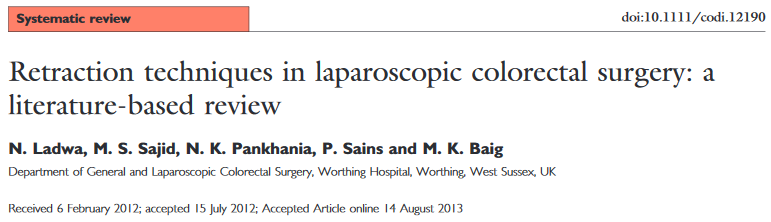 Systematic review
doi:10.1111/codi.12190
Retraction techniques in laparoscopic colorectal surgery: a
literature-based review
N. Ladwa, M. S. Sajid, N. K. Pankhania, P. Sains and M. K. Baig
Department of General and Laparoscopic Colorectal Surgery, Worthing Hospital, Worthing, West Sussex, UK
Received 6 February 2012; accepted 15 July 2012; Accepted Article online 14 August 2013